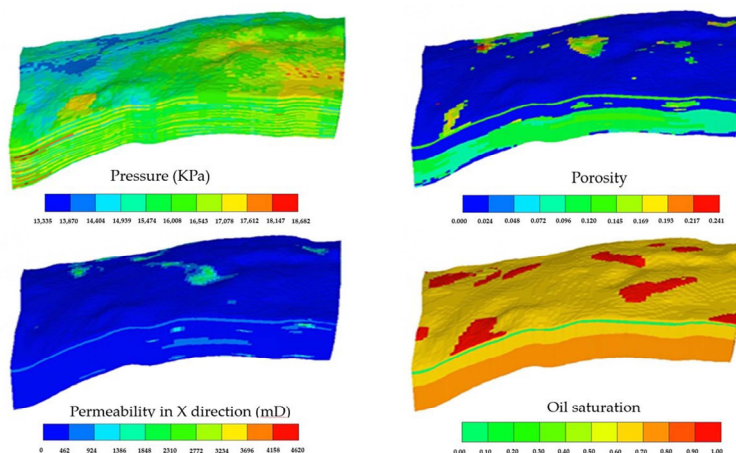 Pressure (KPa)
13,335 13,870 14,404 14,939 15,474 16,008 16,543 17,078 17,612 18,147 18,682
Porosity
0.000 0.024 0.048 0.072 0.096 0.120 0.145 0.169 0.193 0.217 0.241
Permeability in X direction (mD)
0 462 924 1386 1848 2310 2772 3234 3696 4158 4620
Oil saturation
0.00 0.10 0.20 0.30 0.40 0.50 0.60 0.70 0.80 0.90 1.00